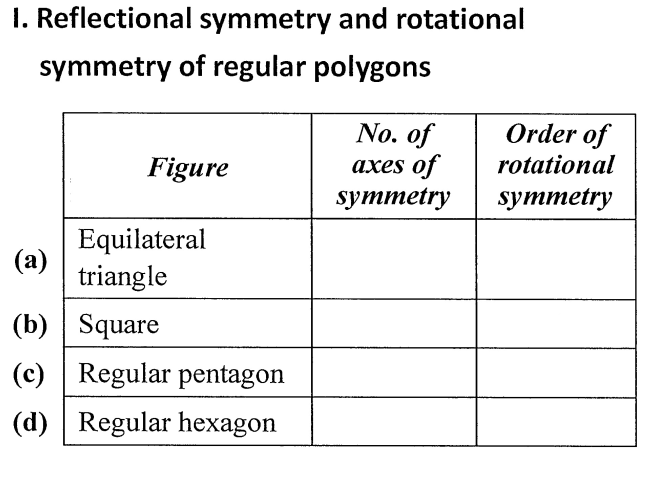 I. Reflectional symmetry and rotational
symmetry of regular polygons
Figure
No. of
axes of
symmetry
Order of
rotational
symmetry
(a) Equilateral
triangle
(b) Square
(c) Regular pentagon
(d) Regular hexagon